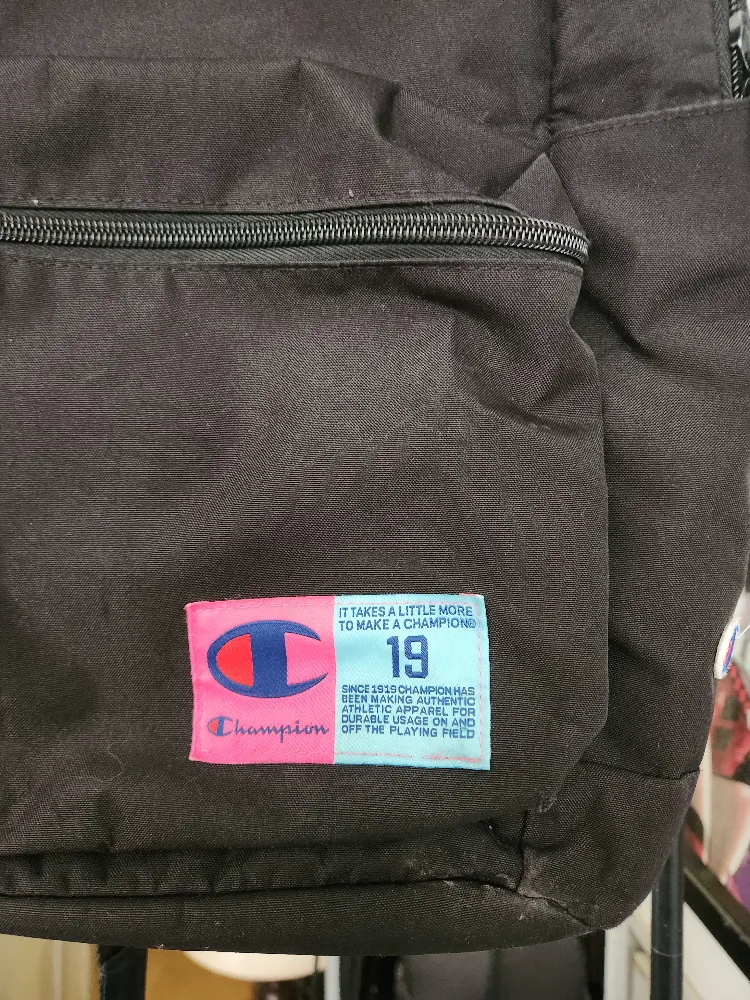 IT TAKES A LITTLE MORE
TO MAKE A CHAMPION®
19
SINCE 1919 CHAMPION HAS
BEEN MAKING AUTHENTIC
ATHLETIC APPAREL FOR
DURABLE USAGE ON AND
OFF THE PLAYING FIELD
Champion